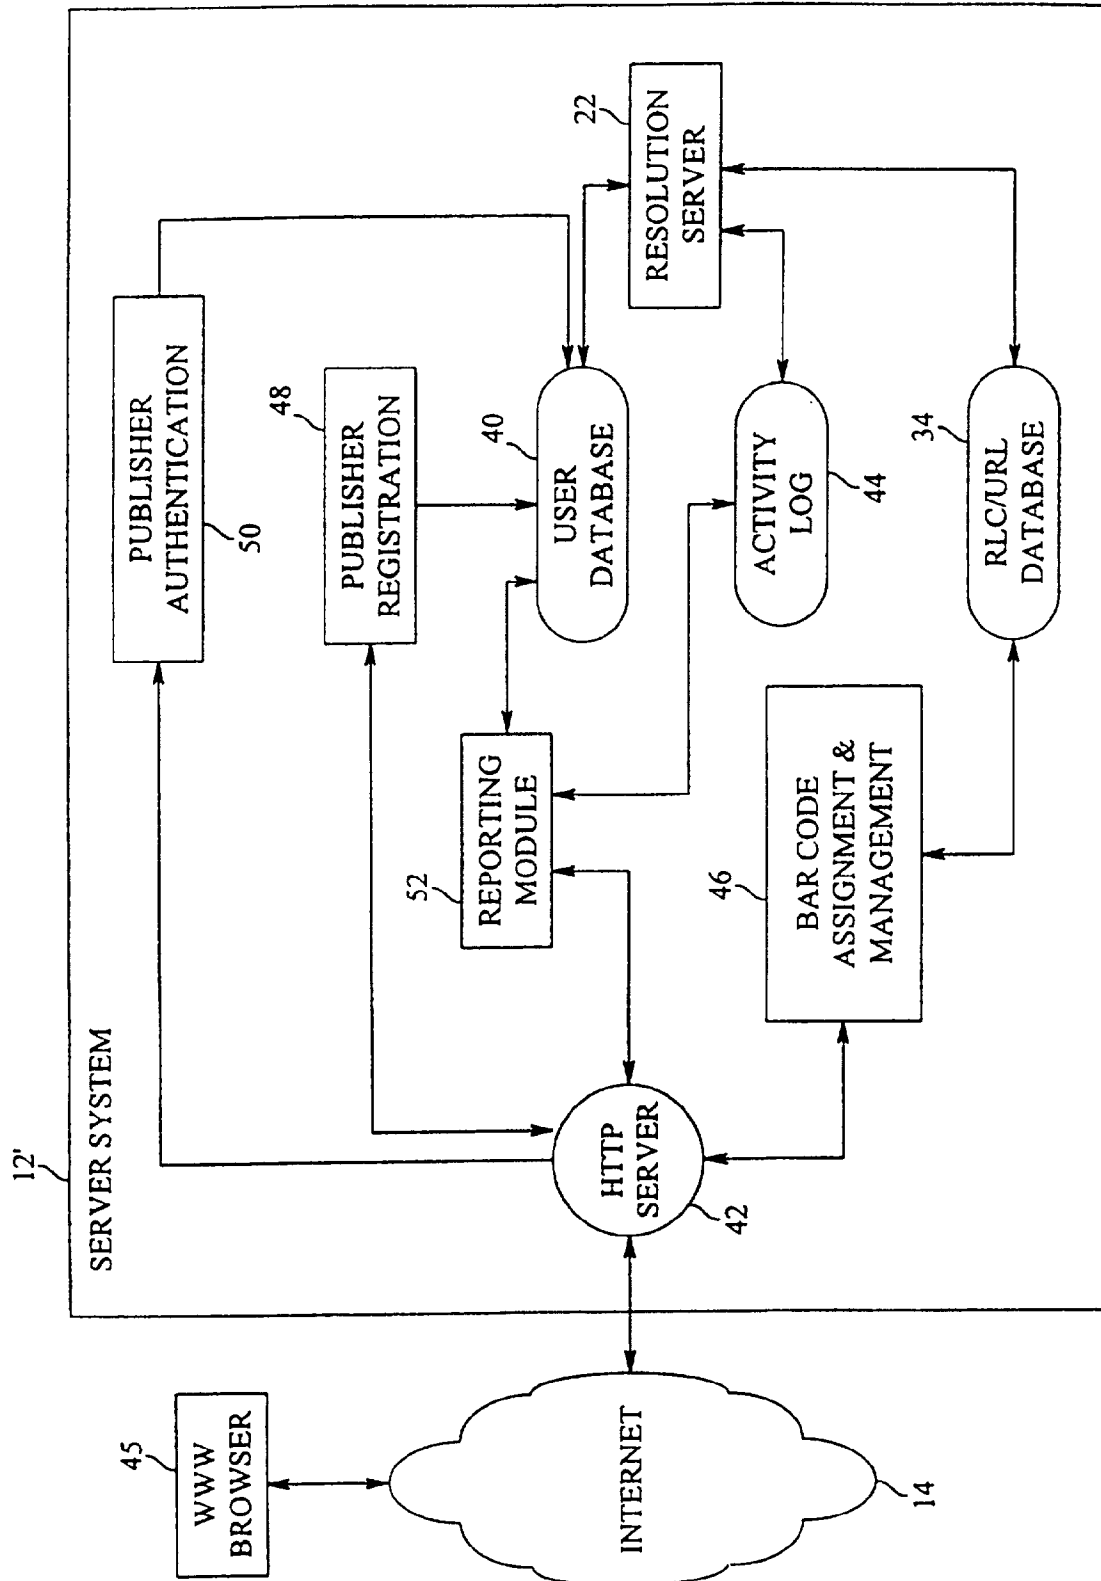 12'
SERVER SYSTEM
PUBLISHER
AUTHENTICATION
50
48
PUBLISHER
REGISTRATION
40
USER
DATABASE
22
RESOLUTION
SERVER
52
REPORTING
MODULE
ACTIVITY
LOG
44
34
RLC/URL
DATABASE
46
BAR CODE
ASSIGNMENT &
MANAGEMENT
HTTP
SERVER
42
45
WWW
BROWSER
INTERNET
14